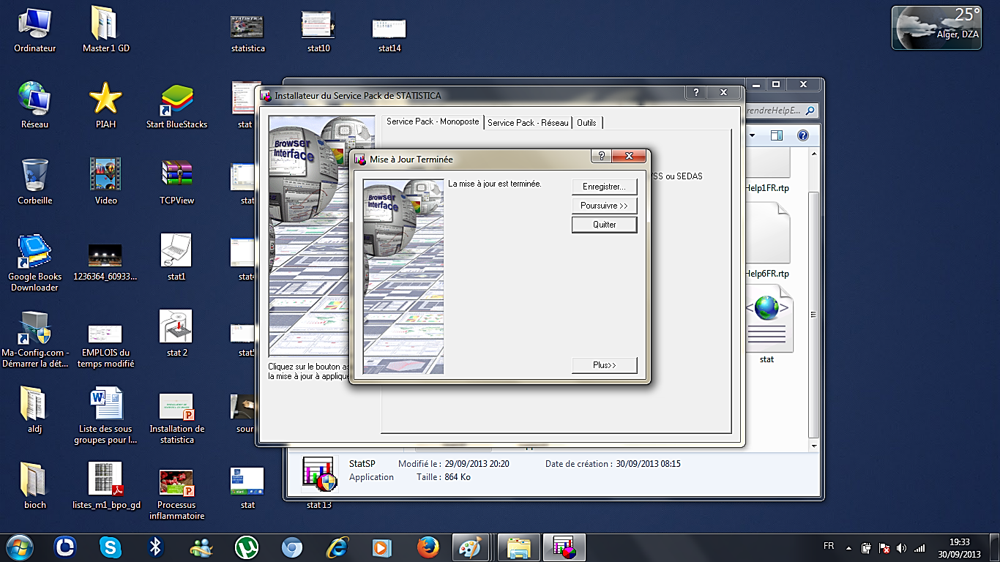 Ordinateur
Master 1 GD
statistica
stat10
stat14
25°
Alger, DZA
Réseau
PIAH
Start BlueStacks
stat
Corbeille
Video
TCPView
stat
Google Books
Downloader
1236364_60933...
stat1
stat
Ma-Config.com -
Démarrer la dét...
EMPLOIS du
temps modifié
stat 2
stat
aldj
Liste des sous
groupes pour l...
Installation de
statistica
sour
bioch
listes_m1_bpo_gd
Processus
inflammatoire
stat
stat 13
Installateur du Service Pack de STATISTICA
?
Service Pack - Monoposte
Service Pack - Réseau
Outils
Browser
Interface
Cliquez sur le bouton as
la mise à jour à applique
SS ou SEDAS
Mise à Jour Terminée
?
Browser
Interface
La mise à jour est terminée.
Enregistrer...
Poursuivre >>
Quitter
Plus>>
rendreHelpE...
Help1FR.rtp
Help6FR.rtp
stat
StatSP
Modifié le : 29/09/2013 20:20
Date de création : 30/09/2013 08:15
Application
Taille : 864 Ko
FR
19:33
30/09/2013